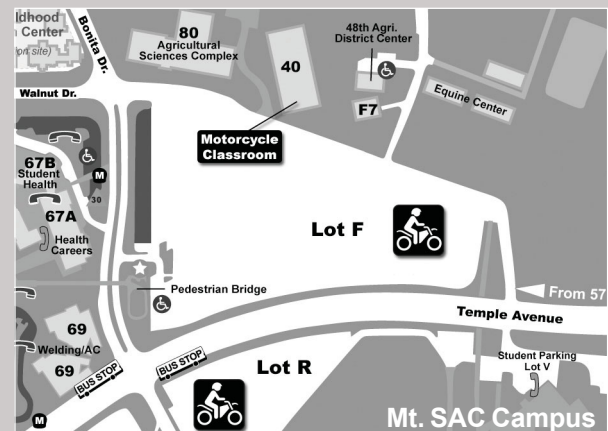 ldhood
Center
on site)
Bonita Dr.
80
Agricultural
Sciences Complex
40
48th Agri.
District Center
F7
Equine Center
Walnut Dr.
Motorcycle
Classroom
67B
Student
Health
M
30
67A
Health
Careers
Lot F
Pedestrian Bridge
From 57
Temple Avenue
69
Welding/AC
69
BUS STOP
BUS STOP
Lot R
Student Parking
Lot V
M
Mt. SAC Campus